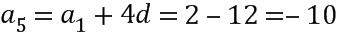 a₅ = a₁ + 4d = 2 – 12 =– 10